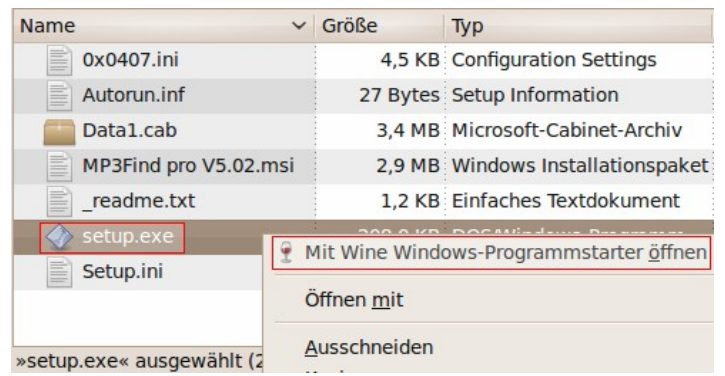 Name Größe Typ
0x0407.ini 4,5 KB Configuration Settings
Autorun.inf 27 Bytes Setup Information
Data1.cab 3,4 MB Microsoft-Cabinet-Archiv
MP3Find pro V5.02.msi 2,9 MB Windows Installationspaket
_readme.txt 1,2 KB Einfaches Textdokument
setup.exe DOS/Windows-Programm
Mit Wine Windows-Programmstarter öffnen
Setup.ini
Öffnen mit
Ausschneiden
»setup.exe« ausgewählt (2